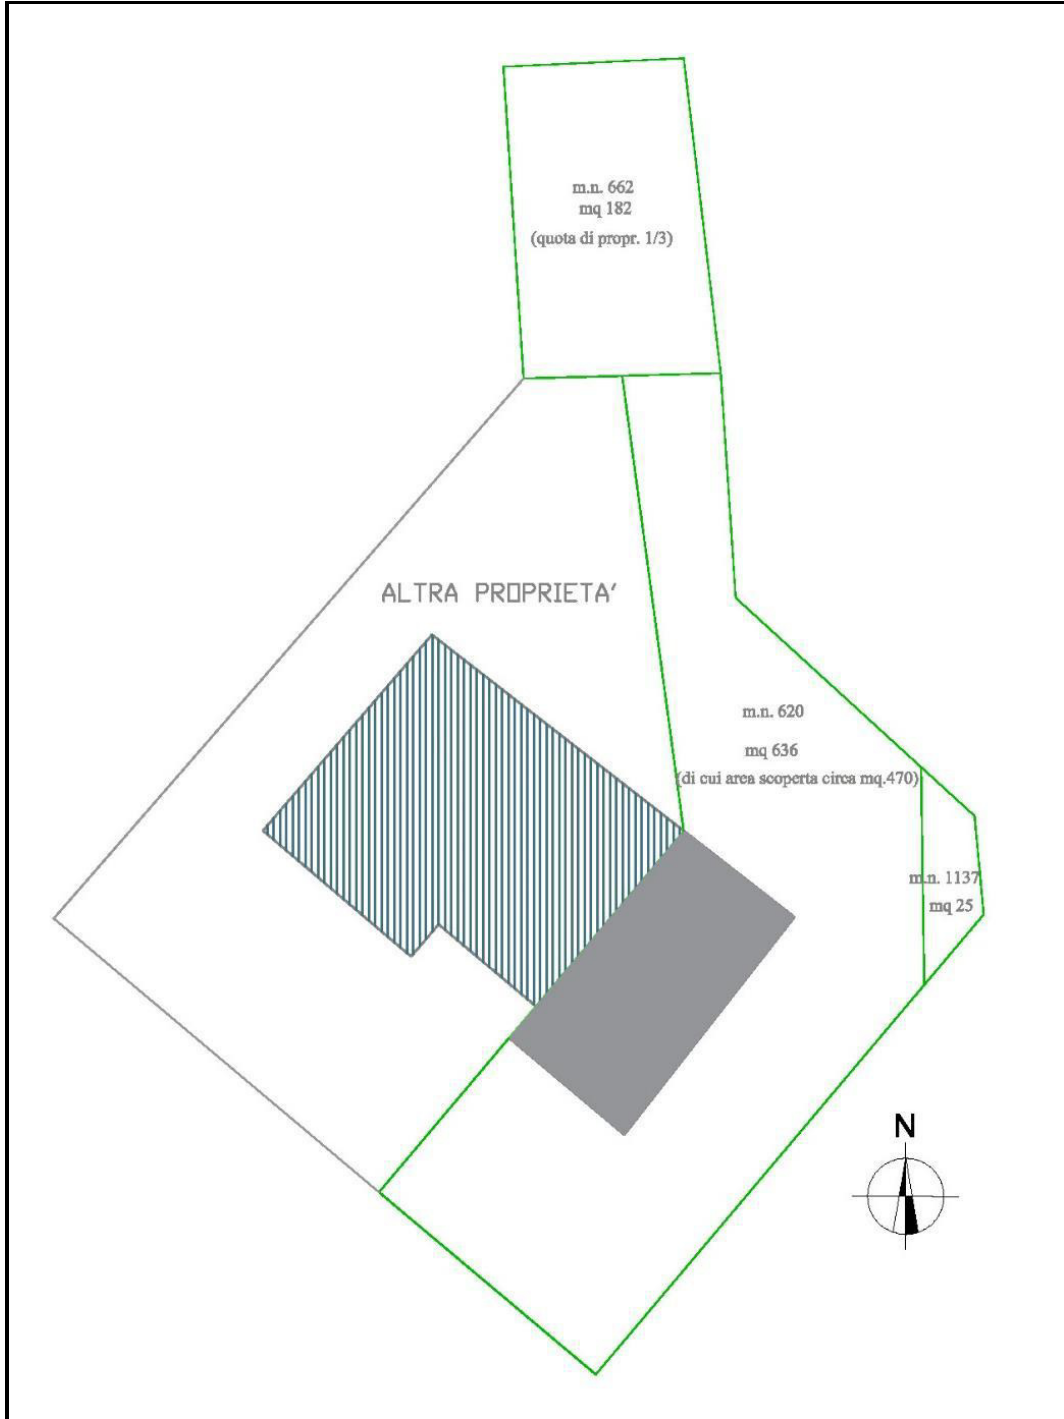 m.n. 662
mq 182
(quota di propr. 1/3)
ALTRA PROPRIETA'
m.n. 620
mq 636
(di cui area scoperta circa mq.470)
m.n. 1137
mq 25
N